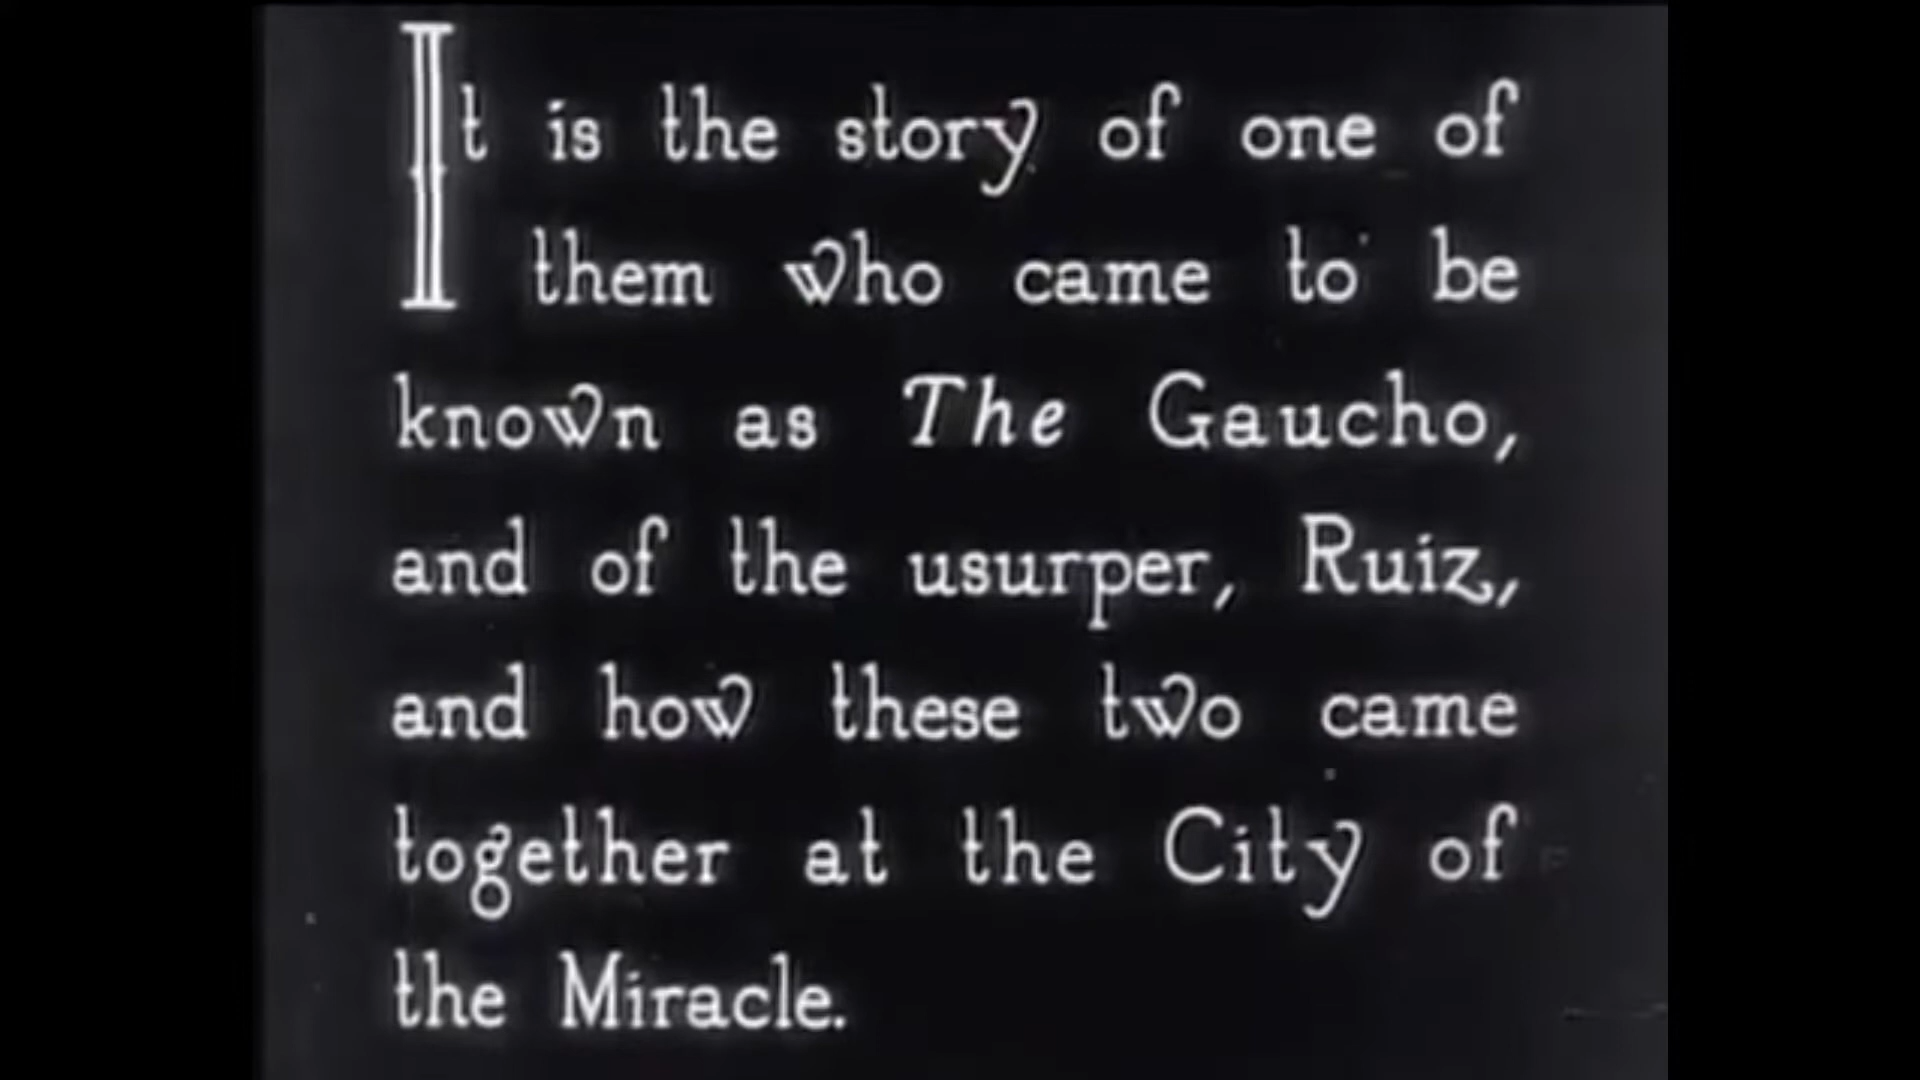 It is the story of one of
them who came to be
known as The Gaucho,
and of the usurper, Ruiz,
and how these two came
together at the City of
the Miracle.